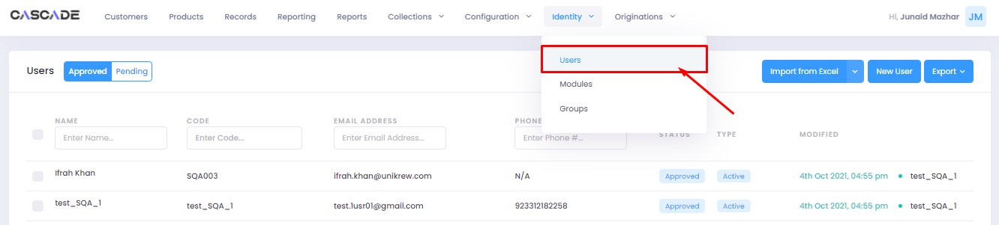 CASCADE Customers Products Records Reporting Reports Collections Configuration Identity Originations Hi, Junaid Mazhar JM
Users
Modules
Groups
Users Approved Pending Import from Excel New User Export
NAME CODE EMAIL ADDRESS PHONE STATUS TYPE MODIFIED
Enter Name... Enter Code... Enter Email Address... Enter Phone #...
Ifrah Khan SQA003 ifrah.khan@unikrew.com N/A Approved Active 4th Oct 2021, 04:55 pm test_SQA_1
test_SQA_1 test_SQA_1 test.1usr01@gmail.com 923312182258 Approved Active 4th Oct 2021, 04:55 pm test_SQA_1